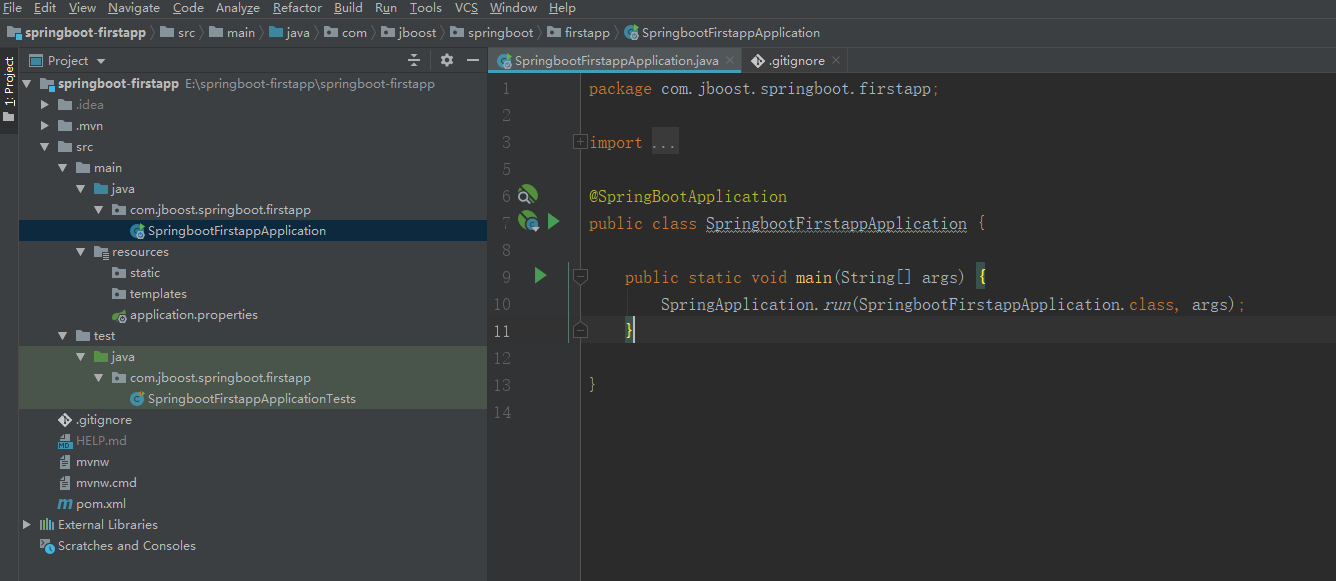 File Edit View Navigate Code Analyze Refactor Build Run Tools VCS Window Help
springboot-firstapp src main java com jboost springboot firstapp SpringbootFirstappApplication
1: Project
Project
springboot-firstapp E:\springboot-firstapp\springboot-firstapp
.idea
.mvn
src
main
java
com.jboost.springboot.firstapp
SpringbootFirstappApplication
resources
static
templates
application.properties
test
java
com.jboost.springboot.firstapp
SpringbootFirstappApplicationTests
.gitignore
HELP.md
mvnw
mvnw.cmd
pom.xml
External Libraries
Scratches and Consoles
SpringbootFirstappApplication.java .gitignore
1 package com.jboost.springboot.firstapp;
2
3 import ...
5
6 @SpringBootApplication
7 public class SpringbootFirstappApplication {
8
9 public static void main(String[] args) {
10 SpringApplication.run(SpringbootFirstappApplication.class, args);
11 }
12
13 }
14